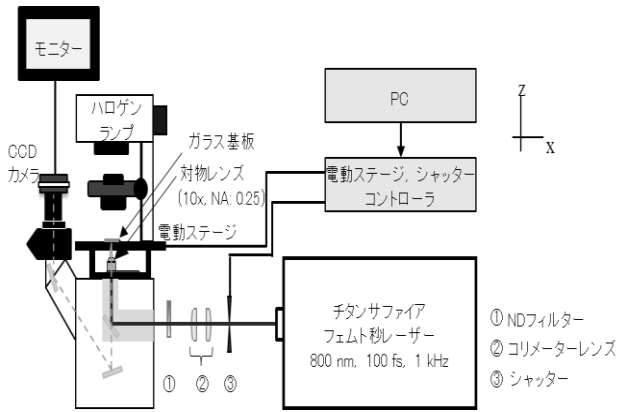 モニター
ハロゲン
ランプ
CCD
カメラ
ガラス基板
対物レンズ
(10x, NA: 0.25)
電動ステージ
PC
電動ステージ, シャッター
コントローラ
Z
X
チタンサファイア
フェムト秒レーザー
800 nm, 100 fs, 1 kHz
① NDフィルター
② コリメーターレンズ
③ シャッター
① ② ③